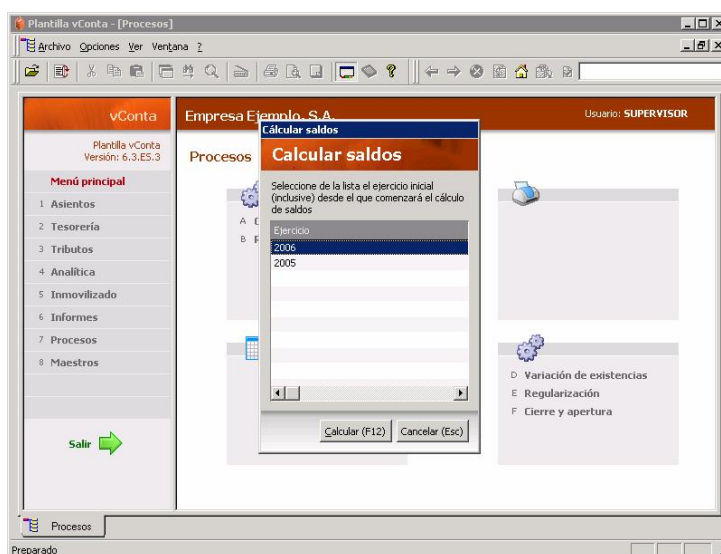 Plantilla vConta - [Procesos]
Archivo Opciones Ver Ventana ?
vConta
Plantilla vConta
Versión: 6.3.E5.3
Menú principal
1 Asientos
2 Tesorería
3 Tributos
4 Analítica
5 Inmovilizado
6 Informes
7 Procesos
8 Maestros
Salir
Empresa Ejemplo, S.A.
Usuario: SUPERVISOR
Procesos
A
B
Cálcular saldos
Calcular saldos
Seleccione de la lista el ejercicio inicial
(inclusive) desde el que comenzará el cálculo
de saldos
Ejercicio
2006
2005
Calcular (F12) Cancelar (Esc)
D Variación de existencias
E Regularización
F Cierre y apertura
Procesos
Preparado